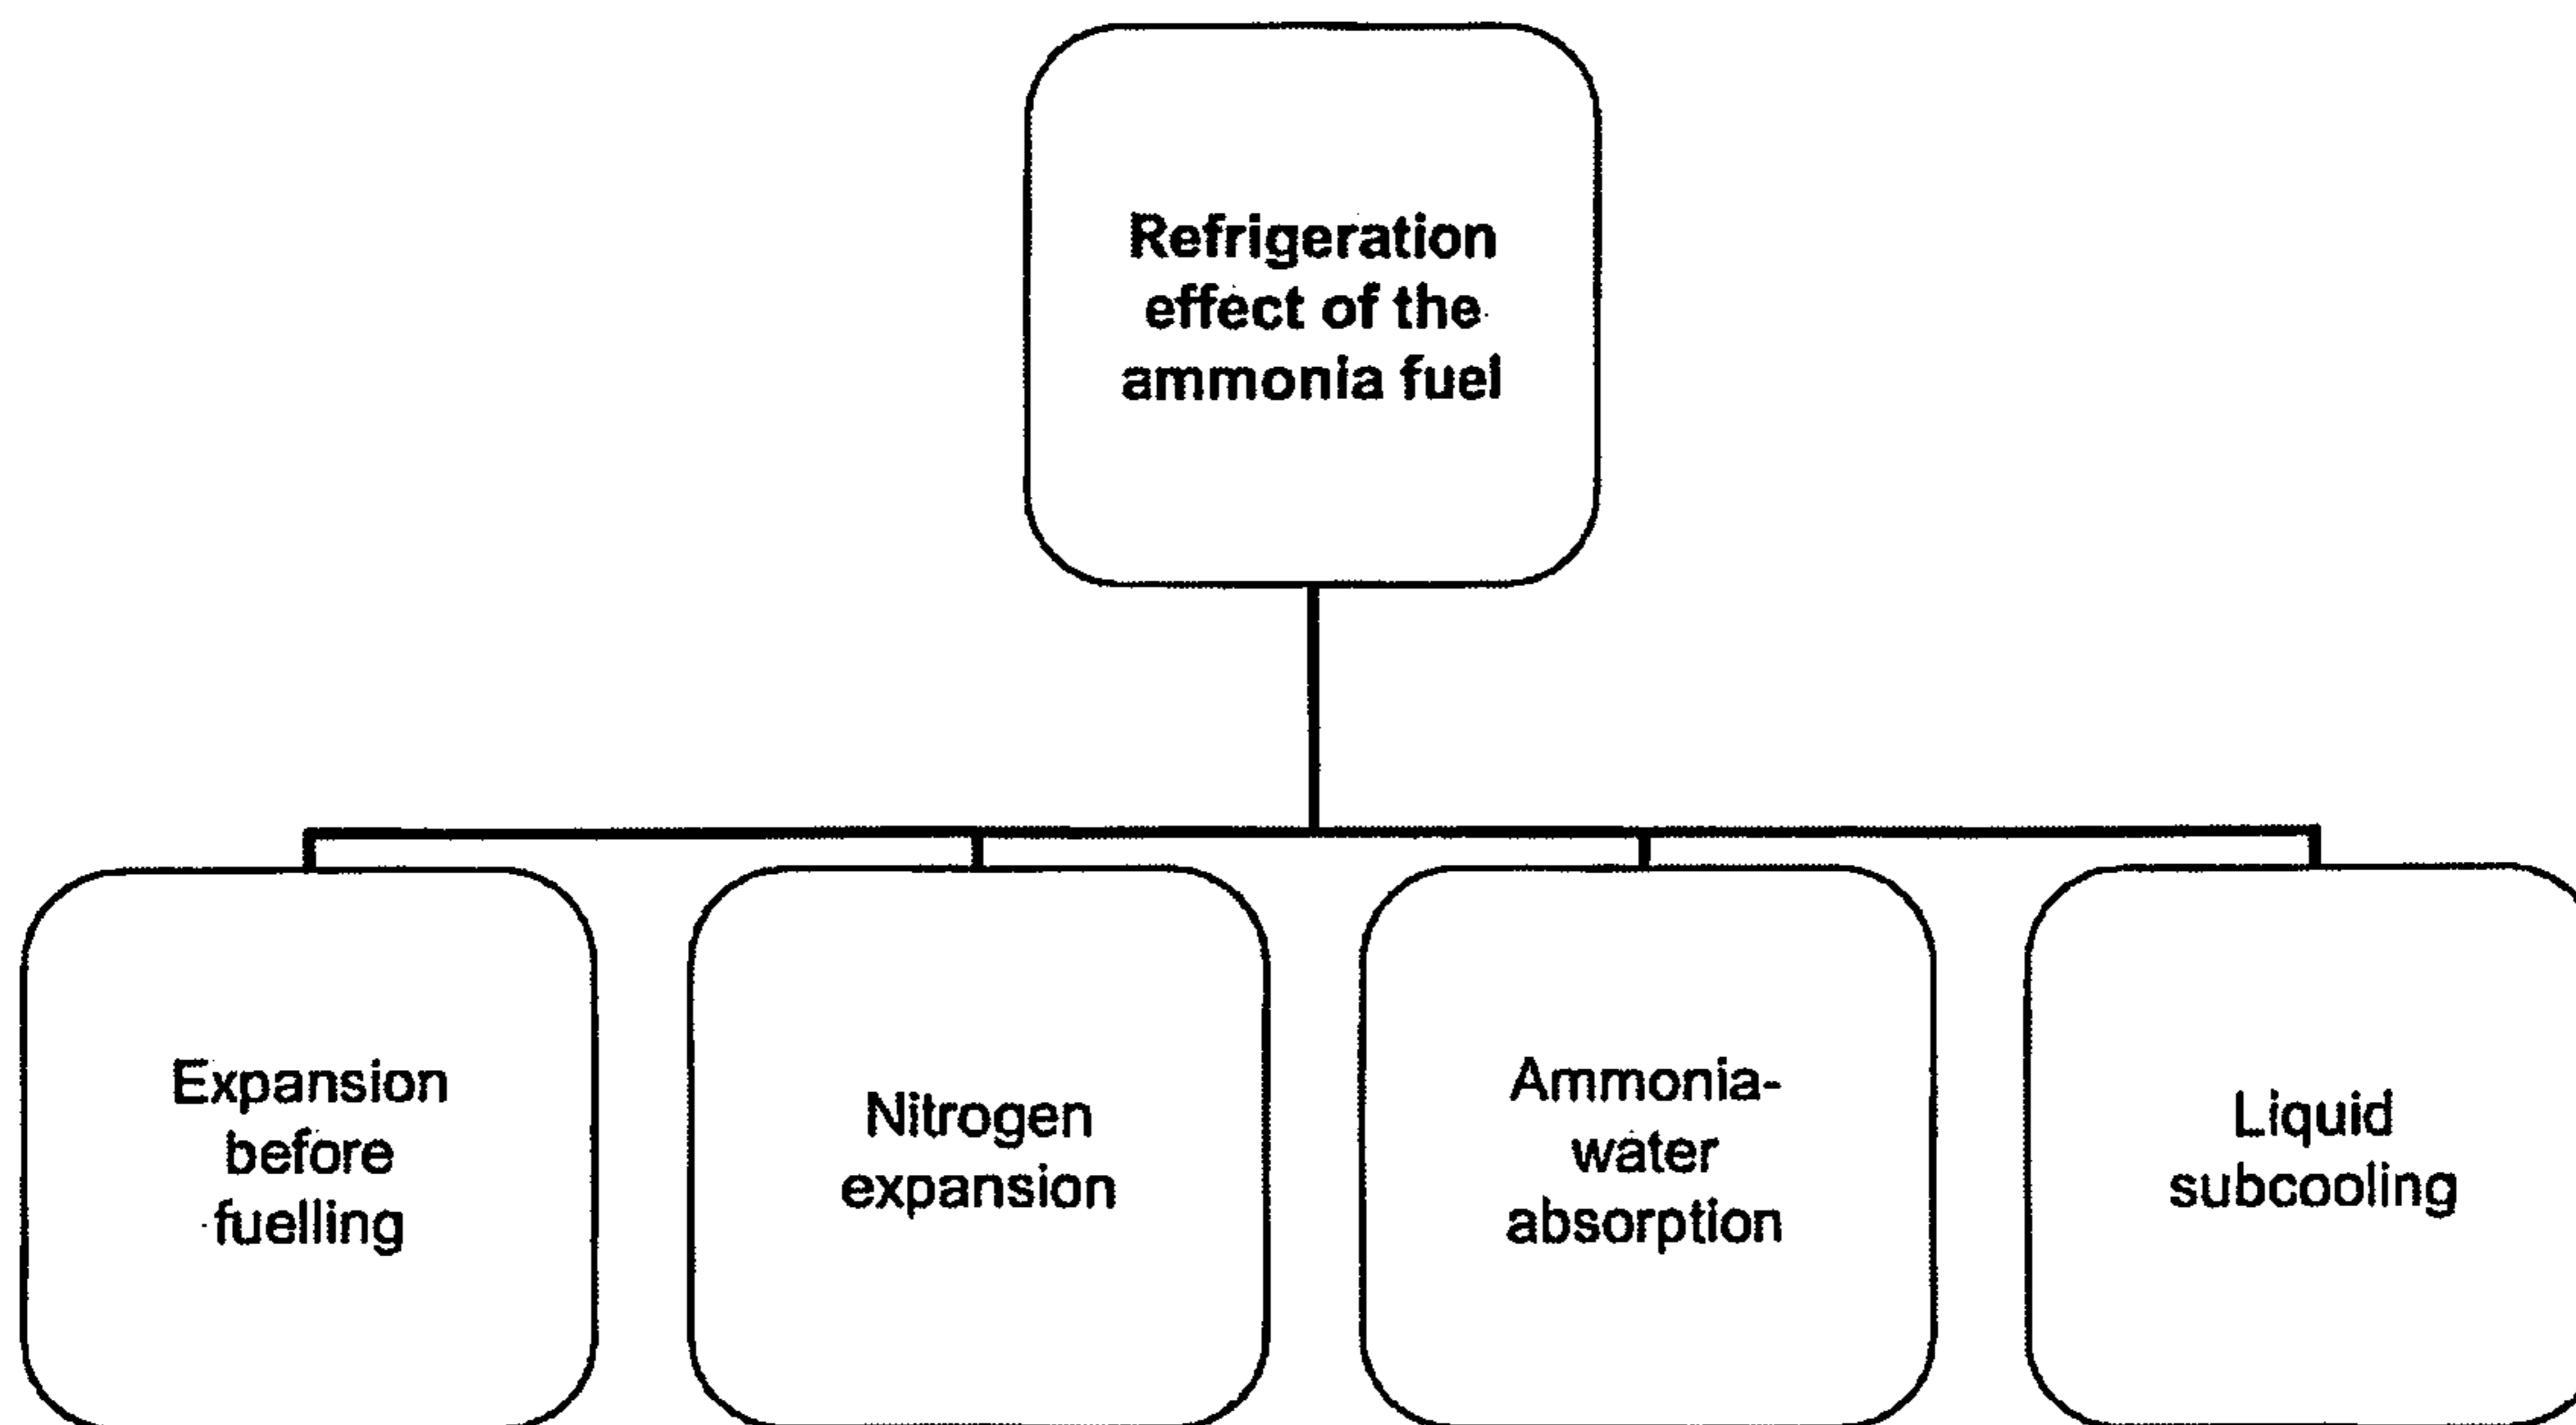 Refrigeration
effect of the
ammonia fuel
Expansion
before
fuelling
Nitrogen
expansion
Ammonia-
water
absorption
Liquid
subcooling